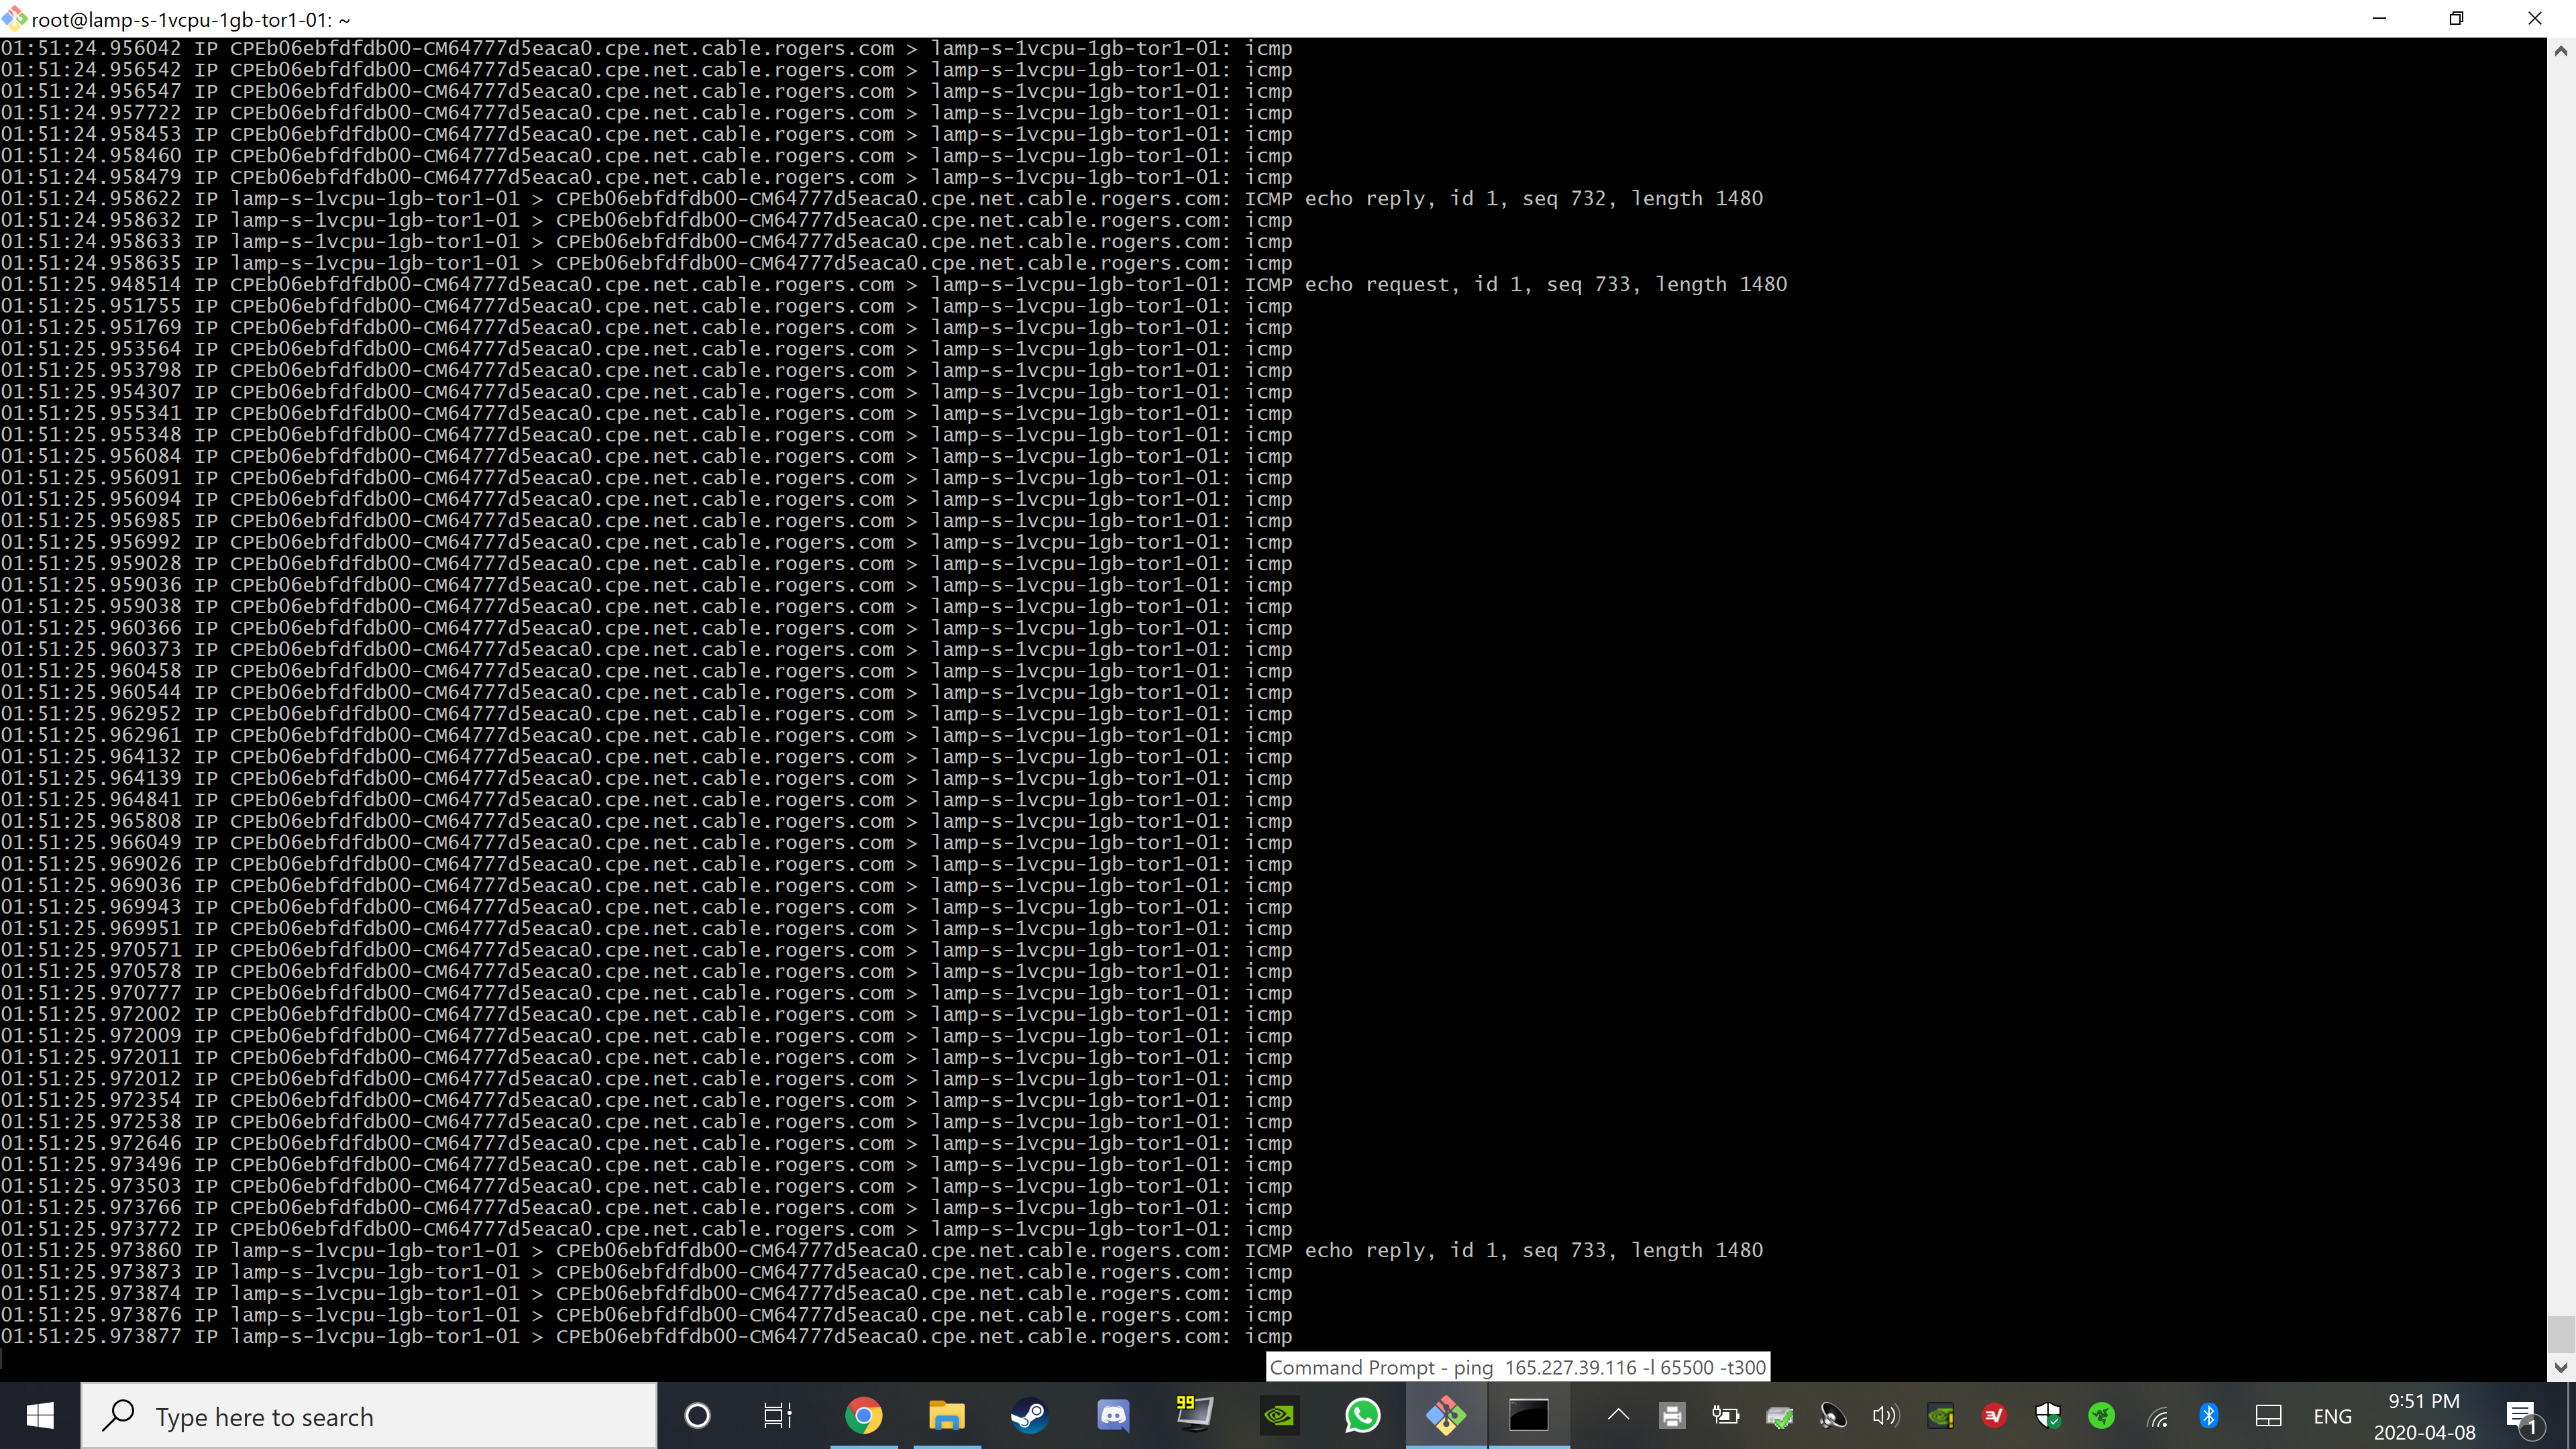 root@lamp-s-1vcpu-1gb-tor1-01: ~
01:51:24.956042 IP CPEb06ebfdfdb00-CM64777d5eaca0.cpe.net.cable.rogers.com > lamp-s-1vcpu-1gb-tor1-01: icmp
01:51:24.956542 IP CPEb06ebfdfdb00-CM64777d5eaca0.cpe.net.cable.rogers.com > lamp-s-1vcpu-1gb-tor1-01: icmp
01:51:24.956547 IP CPEb06ebfdfdb00-CM64777d5eaca0.cpe.net.cable.rogers.com > lamp-s-1vcpu-1gb-tor1-01: icmp
01:51:24.957722 IP CPEb06ebfdfdb00-CM64777d5eaca0.cpe.net.cable.rogers.com > lamp-s-1vcpu-1gb-tor1-01: icmp
01:51:24.958453 IP CPEb06ebfdfdb00-CM64777d5eaca0.cpe.net.cable.rogers.com > lamp-s-1vcpu-1gb-tor1-01: icmp
01:51:24.958460 IP CPEb06ebfdfdb00-CM64777d5eaca0.cpe.net.cable.rogers.com > lamp-s-1vcpu-1gb-tor1-01: icmp
01:51:24.958479 IP CPEb06ebfdfdb00-CM64777d5eaca0.cpe.net.cable.rogers.com > lamp-s-1vcpu-1gb-tor1-01: icmp
01:51:24.958622 IP lamp-s-1vcpu-1gb-tor1-01 > CPEb06ebfdfdb00-CM64777d5eaca0.cpe.net.cable.rogers.com: ICMP echo reply, id 1, seq 732, length 1480
01:51:24.958632 IP lamp-s-1vcpu-1gb-tor1-01 > CPEb06ebfdfdb00-CM64777d5eaca0.cpe.net.cable.rogers.com: icmp
01:51:24.958633 IP lamp-s-1vcpu-1gb-tor1-01 > CPEb06ebfdfdb00-CM64777d5eaca0.cpe.net.cable.rogers.com: icmp
01:51:24.958635 IP lamp-s-1vcpu-1gb-tor1-01 > CPEb06ebfdfdb00-CM64777d5eaca0.cpe.net.cable.rogers.com: icmp
01:51:25.948514 IP CPEb06ebfdfdb00-CM64777d5eaca0.cpe.net.cable.rogers.com > lamp-s-1vcpu-1gb-tor1-01: ICMP echo request, id 1, seq 733, length 1480
01:51:25.951755 IP CPEb06ebfdfdb00-CM64777d5eaca0.cpe.net.cable.rogers.com > lamp-s-1vcpu-1gb-tor1-01: icmp
01:51:25.951769 IP CPEb06ebfdfdb00-CM64777d5eaca0.cpe.net.cable.rogers.com > lamp-s-1vcpu-1gb-tor1-01: icmp
01:51:25.953564 IP CPEb06ebfdfdb00-CM64777d5eaca0.cpe.net.cable.rogers.com > lamp-s-1vcpu-1gb-tor1-01: icmp
01:51:25.953798 IP CPEb06ebfdfdb00-CM64777d5eaca0.cpe.net.cable.rogers.com > lamp-s-1vcpu-1gb-tor1-01: icmp
01:51:25.954307 IP CPEb06ebfdfdb00-CM64777d5eaca0.cpe.net.cable.rogers.com > lamp-s-1vcpu-1gb-tor1-01: icmp
01:51:25.955341 IP CPEb06ebfdfdb00-CM64777d5eaca0.cpe.net.cable.rogers.com > lamp-s-1vcpu-1gb-tor1-01: icmp
01:51:25.955348 IP CPEb06ebfdfdb00-CM64777d5eaca0.cpe.net.cable.rogers.com > lamp-s-1vcpu-1gb-tor1-01: icmp
01:51:25.956084 IP CPEb06ebfdfdb00-CM64777d5eaca0.cpe.net.cable.rogers.com > lamp-s-1vcpu-1gb-tor1-01: icmp
01:51:25.956091 IP CPEb06ebfdfdb00-CM64777d5eaca0.cpe.net.cable.rogers.com > lamp-s-1vcpu-1gb-tor1-01: icmp
01:51:25.956094 IP CPEb06ebfdfdb00-CM64777d5eaca0.cpe.net.cable.rogers.com > lamp-s-1vcpu-1gb-tor1-01: icmp
01:51:25.956985 IP CPEb06ebfdfdb00-CM64777d5eaca0.cpe.net.cable.rogers.com > lamp-s-1vcpu-1gb-tor1-01: icmp
01:51:25.956992 IP CPEb06ebfdfdb00-CM64777d5eaca0.cpe.net.cable.rogers.com > lamp-s-1vcpu-1gb-tor1-01: icmp
01:51:25.959028 IP CPEb06ebfdfdb00-CM64777d5eaca0.cpe.net.cable.rogers.com > lamp-s-1vcpu-1gb-tor1-01: icmp
01:51:25.959036 IP CPEb06ebfdfdb00-CM64777d5eaca0.cpe.net.cable.rogers.com > lamp-s-1vcpu-1gb-tor1-01: icmp
01:51:25.959038 IP CPEb06ebfdfdb00-CM64777d5eaca0.cpe.net.cable.rogers.com > lamp-s-1vcpu-1gb-tor1-01: icmp
01:51:25.960366 IP CPEb06ebfdfdb00-CM64777d5eaca0.cpe.net.cable.rogers.com > lamp-s-1vcpu-1gb-tor1-01: icmp
01:51:25.960373 IP CPEb06ebfdfdb00-CM64777d5eaca0.cpe.net.cable.rogers.com > lamp-s-1vcpu-1gb-tor1-01: icmp
01:51:25.960458 IP CPEb06ebfdfdb00-CM64777d5eaca0.cpe.net.cable.rogers.com > lamp-s-1vcpu-1gb-tor1-01: icmp
01:51:25.960544 IP CPEb06ebfdfdb00-CM64777d5eaca0.cpe.net.cable.rogers.com > lamp-s-1vcpu-1gb-tor1-01: icmp
01:51:25.962952 IP CPEb06ebfdfdb00-CM64777d5eaca0.cpe.net.cable.rogers.com > lamp-s-1vcpu-1gb-tor1-01: icmp
01:51:25.962961 IP CPEb06ebfdfdb00-CM64777d5eaca0.cpe.net.cable.rogers.com > lamp-s-1vcpu-1gb-tor1-01: icmp
01:51:25.964132 IP CPEb06ebfdfdb00-CM64777d5eaca0.cpe.net.cable.rogers.com > lamp-s-1vcpu-1gb-tor1-01: icmp
01:51:25.964139 IP CPEb06ebfdfdb00-CM64777d5eaca0.cpe.net.cable.rogers.com > lamp-s-1vcpu-1gb-tor1-01: icmp
01:51:25.964841 IP CPEb06ebfdfdb00-CM64777d5eaca0.cpe.net.cable.rogers.com > lamp-s-1vcpu-1gb-tor1-01: icmp
01:51:25.965808 IP CPEb06ebfdfdb00-CM64777d5eaca0.cpe.net.cable.rogers.com > lamp-s-1vcpu-1gb-tor1-01: icmp
01:51:25.966049 IP CPEb06ebfdfdb00-CM64777d5eaca0.cpe.net.cable.rogers.com > lamp-s-1vcpu-1gb-tor1-01: icmp
01:51:25.969026 IP CPEb06ebfdfdb00-CM64777d5eaca0.cpe.net.cable.rogers.com > lamp-s-1vcpu-1gb-tor1-01: icmp
01:51:25.969036 IP CPEb06ebfdfdb00-CM64777d5eaca0.cpe.net.cable.rogers.com > lamp-s-1vcpu-1gb-tor1-01: icmp
01:51:25.969943 IP CPEb06ebfdfdb00-CM64777d5eaca0.cpe.net.cable.rogers.com > lamp-s-1vcpu-1gb-tor1-01: icmp
01:51:25.969951 IP CPEb06ebfdfdb00-CM64777d5eaca0.cpe.net.cable.rogers.com > lamp-s-1vcpu-1gb-tor1-01: icmp
01:51:25.970571 IP CPEb06ebfdfdb00-CM64777d5eaca0.cpe.net.cable.rogers.com > lamp-s-1vcpu-1gb-tor1-01: icmp
01:51:25.970578 IP CPEb06ebfdfdb00-CM64777d5eaca0.cpe.net.cable.rogers.com > lamp-s-1vcpu-1gb-tor1-01: icmp
01:51:25.970777 IP CPEb06ebfdfdb00-CM64777d5eaca0.cpe.net.cable.rogers.com > lamp-s-1vcpu-1gb-tor1-01: icmp
01:51:25.972002 IP CPEb06ebfdfdb00-CM64777d5eaca0.cpe.net.cable.rogers.com > lamp-s-1vcpu-1gb-tor1-01: icmp
01:51:25.972009 IP CPEb06ebfdfdb00-CM64777d5eaca0.cpe.net.cable.rogers.com > lamp-s-1vcpu-1gb-tor1-01: icmp
01:51:25.972011 IP CPEb06ebfdfdb00-CM64777d5eaca0.cpe.net.cable.rogers.com > lamp-s-1vcpu-1gb-tor1-01: icmp
01:51:25.972012 IP CPEb06ebfdfdb00-CM64777d5eaca0.cpe.net.cable.rogers.com > lamp-s-1vcpu-1gb-tor1-01: icmp
01:51:25.972354 IP CPEb06ebfdfdb00-CM64777d5eaca0.cpe.net.cable.rogers.com > lamp-s-1vcpu-1gb-tor1-01: icmp
01:51:25.972538 IP CPEb06ebfdfdb00-CM64777d5eaca0.cpe.net.cable.rogers.com > lamp-s-1vcpu-1gb-tor1-01: icmp
01:51:25.972646 IP CPEb06ebfdfdb00-CM64777d5eaca0.cpe.net.cable.rogers.com > lamp-s-1vcpu-1gb-tor1-01: icmp
01:51:25.973496 IP CPEb06ebfdfdb00-CM64777d5eaca0.cpe.net.cable.rogers.com > lamp-s-1vcpu-1gb-tor1-01: icmp
01:51:25.973503 IP CPEb06ebfdfdb00-CM64777d5eaca0.cpe.net.cable.rogers.com > lamp-s-1vcpu-1gb-tor1-01: icmp
01:51:25.973766 IP CPEb06ebfdfdb00-CM64777d5eaca0.cpe.net.cable.rogers.com > lamp-s-1vcpu-1gb-tor1-01: icmp
01:51:25.973772 IP CPEb06ebfdfdb00-CM64777d5eaca0.cpe.net.cable.rogers.com > lamp-s-1vcpu-1gb-tor1-01: icmp
01:51:25.973860 IP lamp-s-1vcpu-1gb-tor1-01 > CPEb06ebfdfdb00-CM64777d5eaca0.cpe.net.cable.rogers.com: ICMP echo reply, id 1, seq 733, length 1480
01:51:25.973873 IP lamp-s-1vcpu-1gb-tor1-01 > CPEb06ebfdfdb00-CM64777d5eaca0.cpe.net.cable.rogers.com: icmp
01:51:25.973874 IP lamp-s-1vcpu-1gb-tor1-01 > CPEb06ebfdfdb00-CM64777d5eaca0.cpe.net.cable.rogers.com: icmp
01:51:25.973876 IP lamp-s-1vcpu-1gb-tor1-01 > CPEb06ebfdfdb00-CM64777d5eaca0.cpe.net.cable.rogers.com: icmp
01:51:25.973877 IP lamp-s-1vcpu-1gb-tor1-01 > CPEb06ebfdfdb00-CM64777d5eaca0.cpe.net.cable.rogers.com: icmp
Command Prompt - ping  165.227.39.116 -l 65500 -t300
Type here to search
99
ENG
9:51 PM
2020-04-08
1